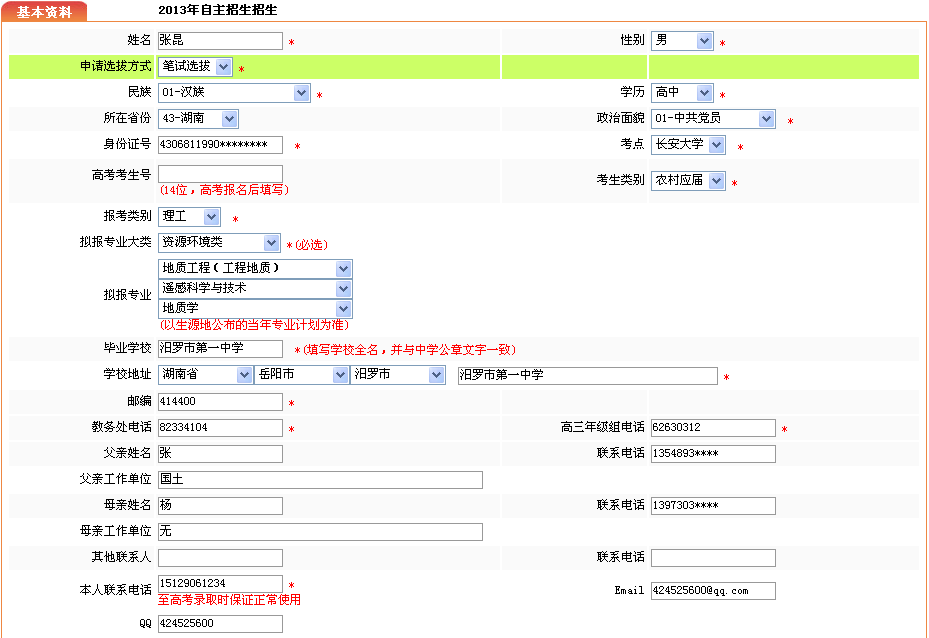 基本资料 2013年自主招生招生
姓名 张昆 * 性别 男 *
申请选拔方式 笔试选拔 *
民族 01-汉族 * 学历 高中 *
所在省份 43-湖南 政治面貌 01-中共党员 *
身份证号 4306811990******** * 考点 长安大学 *
高考考生号 考生类别 农村应届 *
(14位，高考报名后填写)
报考类别 理工 *
拟报专业大类 资源环境类 *(必选)
地质工程(工程地质)
拟报专业 遥感科学与技术
地质学
(以生源地公布的当年专业计划为准)
毕业学校 汨罗市第一中学 *(填写学校全名，并与中学公章文字一致)
学校地址 湖南省 岳阳市 汨罗市 汨罗市第一中学 *
邮编 414400 *
教务处电话 82334104 * 高三年级组电话 62630312 *
父亲姓名 张 联系电话 1354893****
父亲工作单位 国土
母亲姓名 杨 联系电话 1397303****
母亲工作单位 无
其他联系人 联系电话
本人联系电话 15129061234 * Email 424525600@qq.com
至高考录取时保证正常使用
QQ 424525600